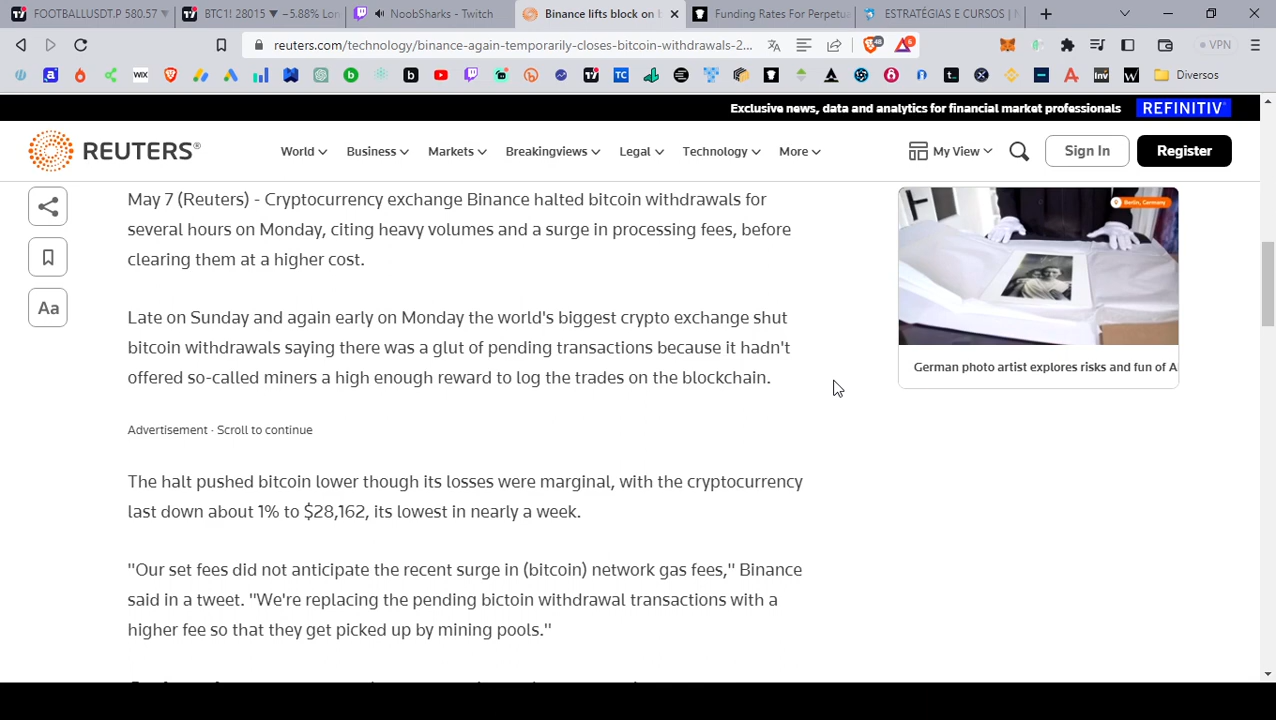 FOOTBALLUSDT.P 580.57
BTC1! 28015 −5.88% Lon
NoobSharks - Twitch
Binance lifts block on b
Funding Rates For Perpetua
ESTRATÉGIAS E CURSOS | N
reuters.com/technology/binance-again-temporarily-closes-bitcoin-withdrawals-2...
48
6
VPN
WIX
TC
Inv
W
Diversos
Exclusive news, data and analytics for financial market professionals
REFINITIV
REUTERS®
World
Business
Markets
Breakingviews
Legal
Technology
More
My View
Sign In
Register
May 7 (Reuters) - Cryptocurrency exchange Binance halted bitcoin withdrawals for
several hours on Monday, citing heavy volumes and a surge in processing fees, before
clearing them at a higher cost.
Late on Sunday and again early on Monday the world's biggest crypto exchange shut
bitcoin withdrawals saying there was a glut of pending transactions because it hadn't
offered so-called miners a high enough reward to log the trades on the blockchain.
Advertisement · Scroll to continue
The halt pushed bitcoin lower though its losses were marginal, with the cryptocurrency
last down about 1% to $28,162, its lowest in nearly a week.
"Our set fees did not anticipate the recent surge in (bitcoin) network gas fees," Binance
said in a tweet. "We're replacing the pending bictoin withdrawal transactions with a
higher fee so that they get picked up by mining pools."
Aa
Berlin, Germany
German photo artist explores risks and fun of A